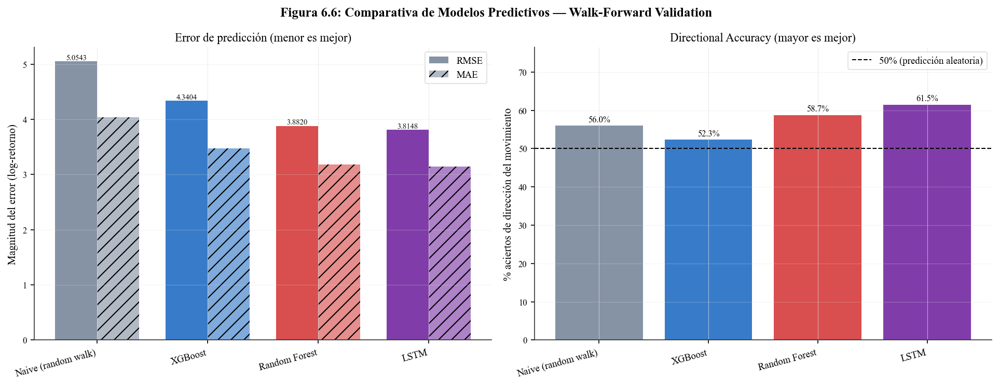 Figura 6.6: Comparativa de Modelos Predictivos — Walk-Forward Validation
Error de predicción (menor es mejor)
Magnitud del error (log-retorno)
5
4
3
2
1
0
5.0543
4.3404
3.8820
3.8148
RMSE
MAE
Naive (random walk)
XGBoost
Random Forest
LSTM
Directional Accuracy (mayor es mejor)
% aciertos de dirección del movimiento
70
60
50
40
30
20
10
0
56.0%
52.3%
58.7%
61.5%
50% (predicción aleatoria)
Naive (random walk)
XGBoost
Random Forest
LSTM